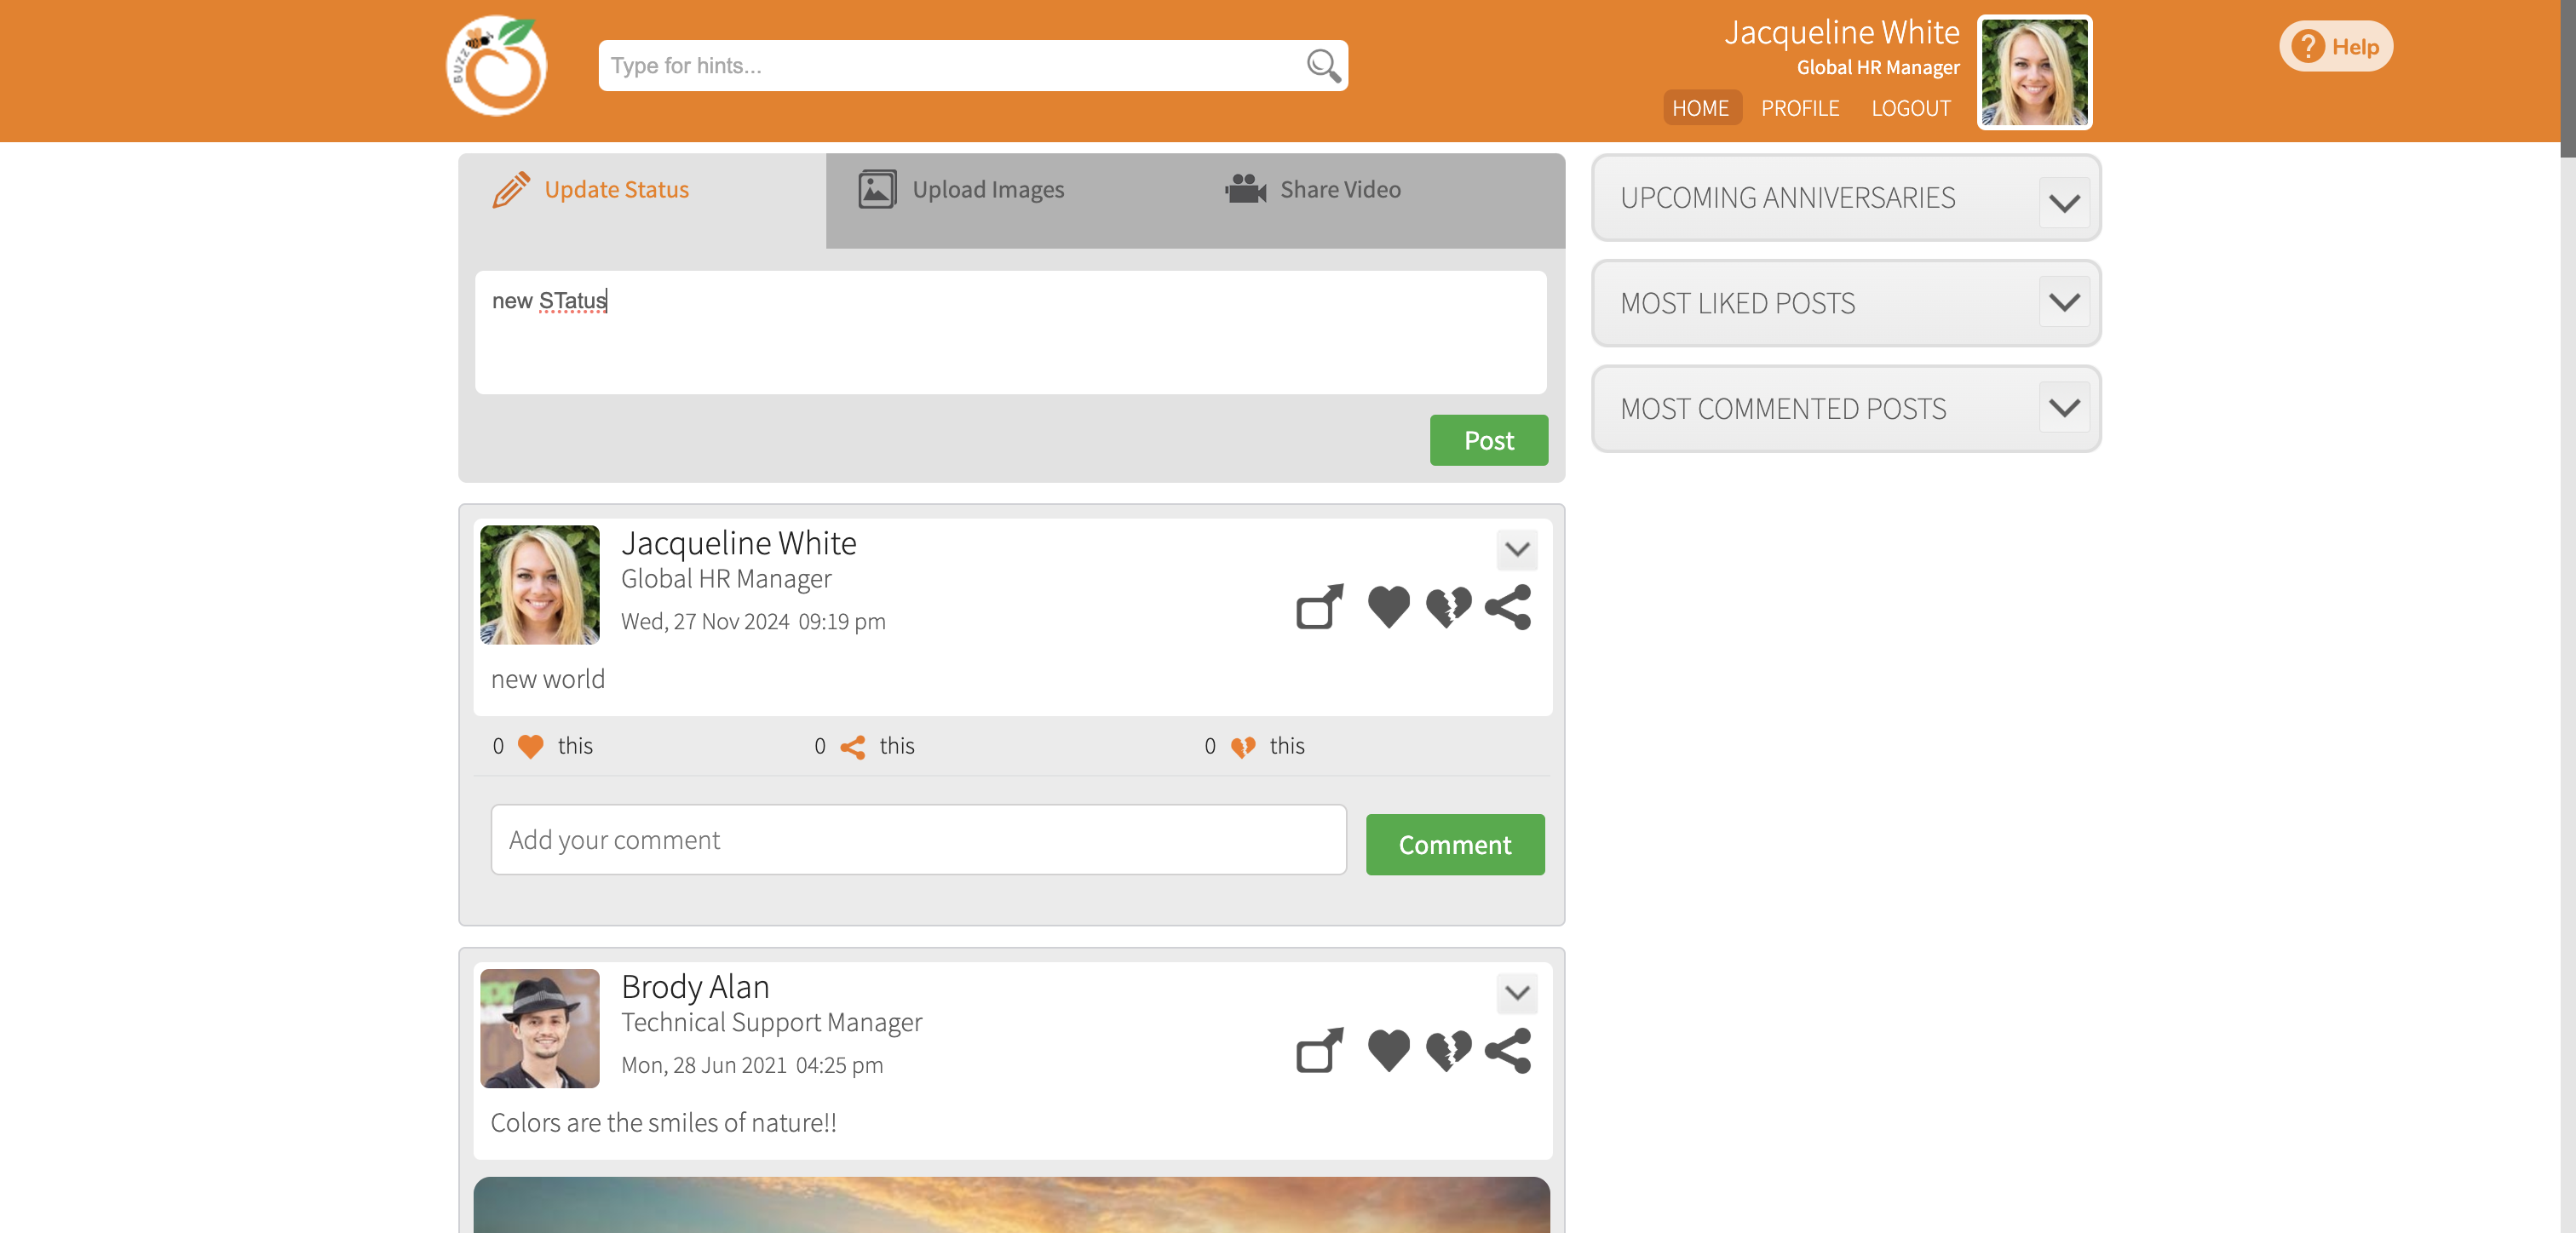 BUZZ
Type for hints...
Jacqueline White
Global HR Manager
HOME PROFILE LOGOUT
? Help
Update Status
Upload Images
Share Video
new STatus
Post
UPCOMING ANNIVERSARIES
MOST LIKED POSTS
MOST COMMENTED POSTS
Jacqueline White
Global HR Manager
Wed, 27 Nov 2024 09:19 pm
new world
0 this 0 this 0 this
Add your comment
Comment
Brody Alan
Technical Support Manager
Mon, 28 Jun 2021 04:25 pm
Colors are the smiles of nature!!